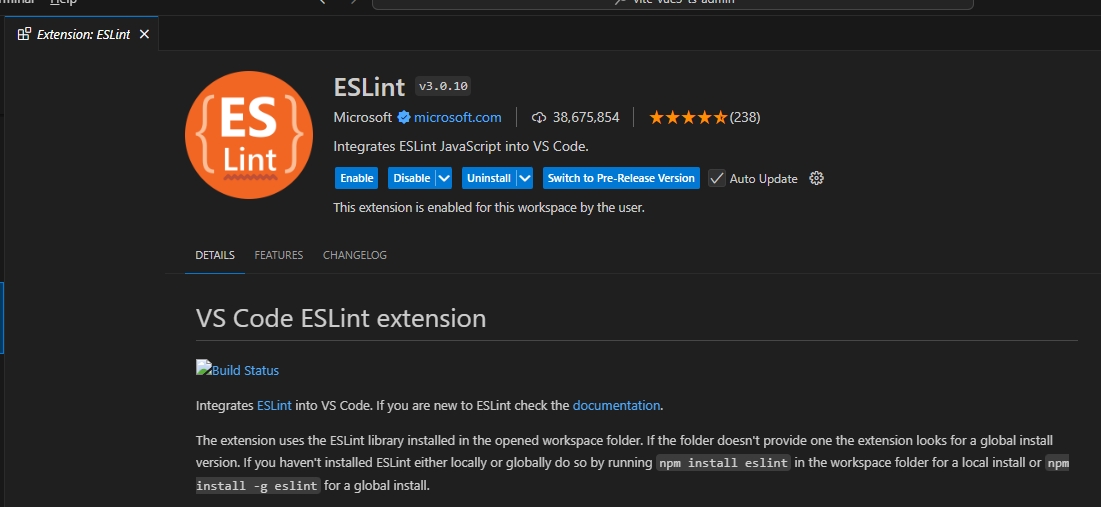 Help
vite-vue3-ts-admin
Extension: ESLint
ES
Lint
ESLint v3.0.10
Microsoft microsoft.com 38,675,854 (238)
Integrates ESLint JavaScript into VS Code.
Enable Disable Uninstall Switch to Pre-Release Version Auto Update
This extension is enabled for this workspace by the user.
DETAILS FEATURES CHANGELOG
VS Code ESLint extension
Build Status
Integrates ESLint into VS Code. If you are new to ESLint check the documentation.
The extension uses the ESLint library installed in the opened workspace folder. If the folder doesn't provide one the extension looks for a global install
version. If you haven't installed ESLint either locally or globally do so by running npm install eslint in the workspace folder for a local install or npm
install -g eslint for a global install.